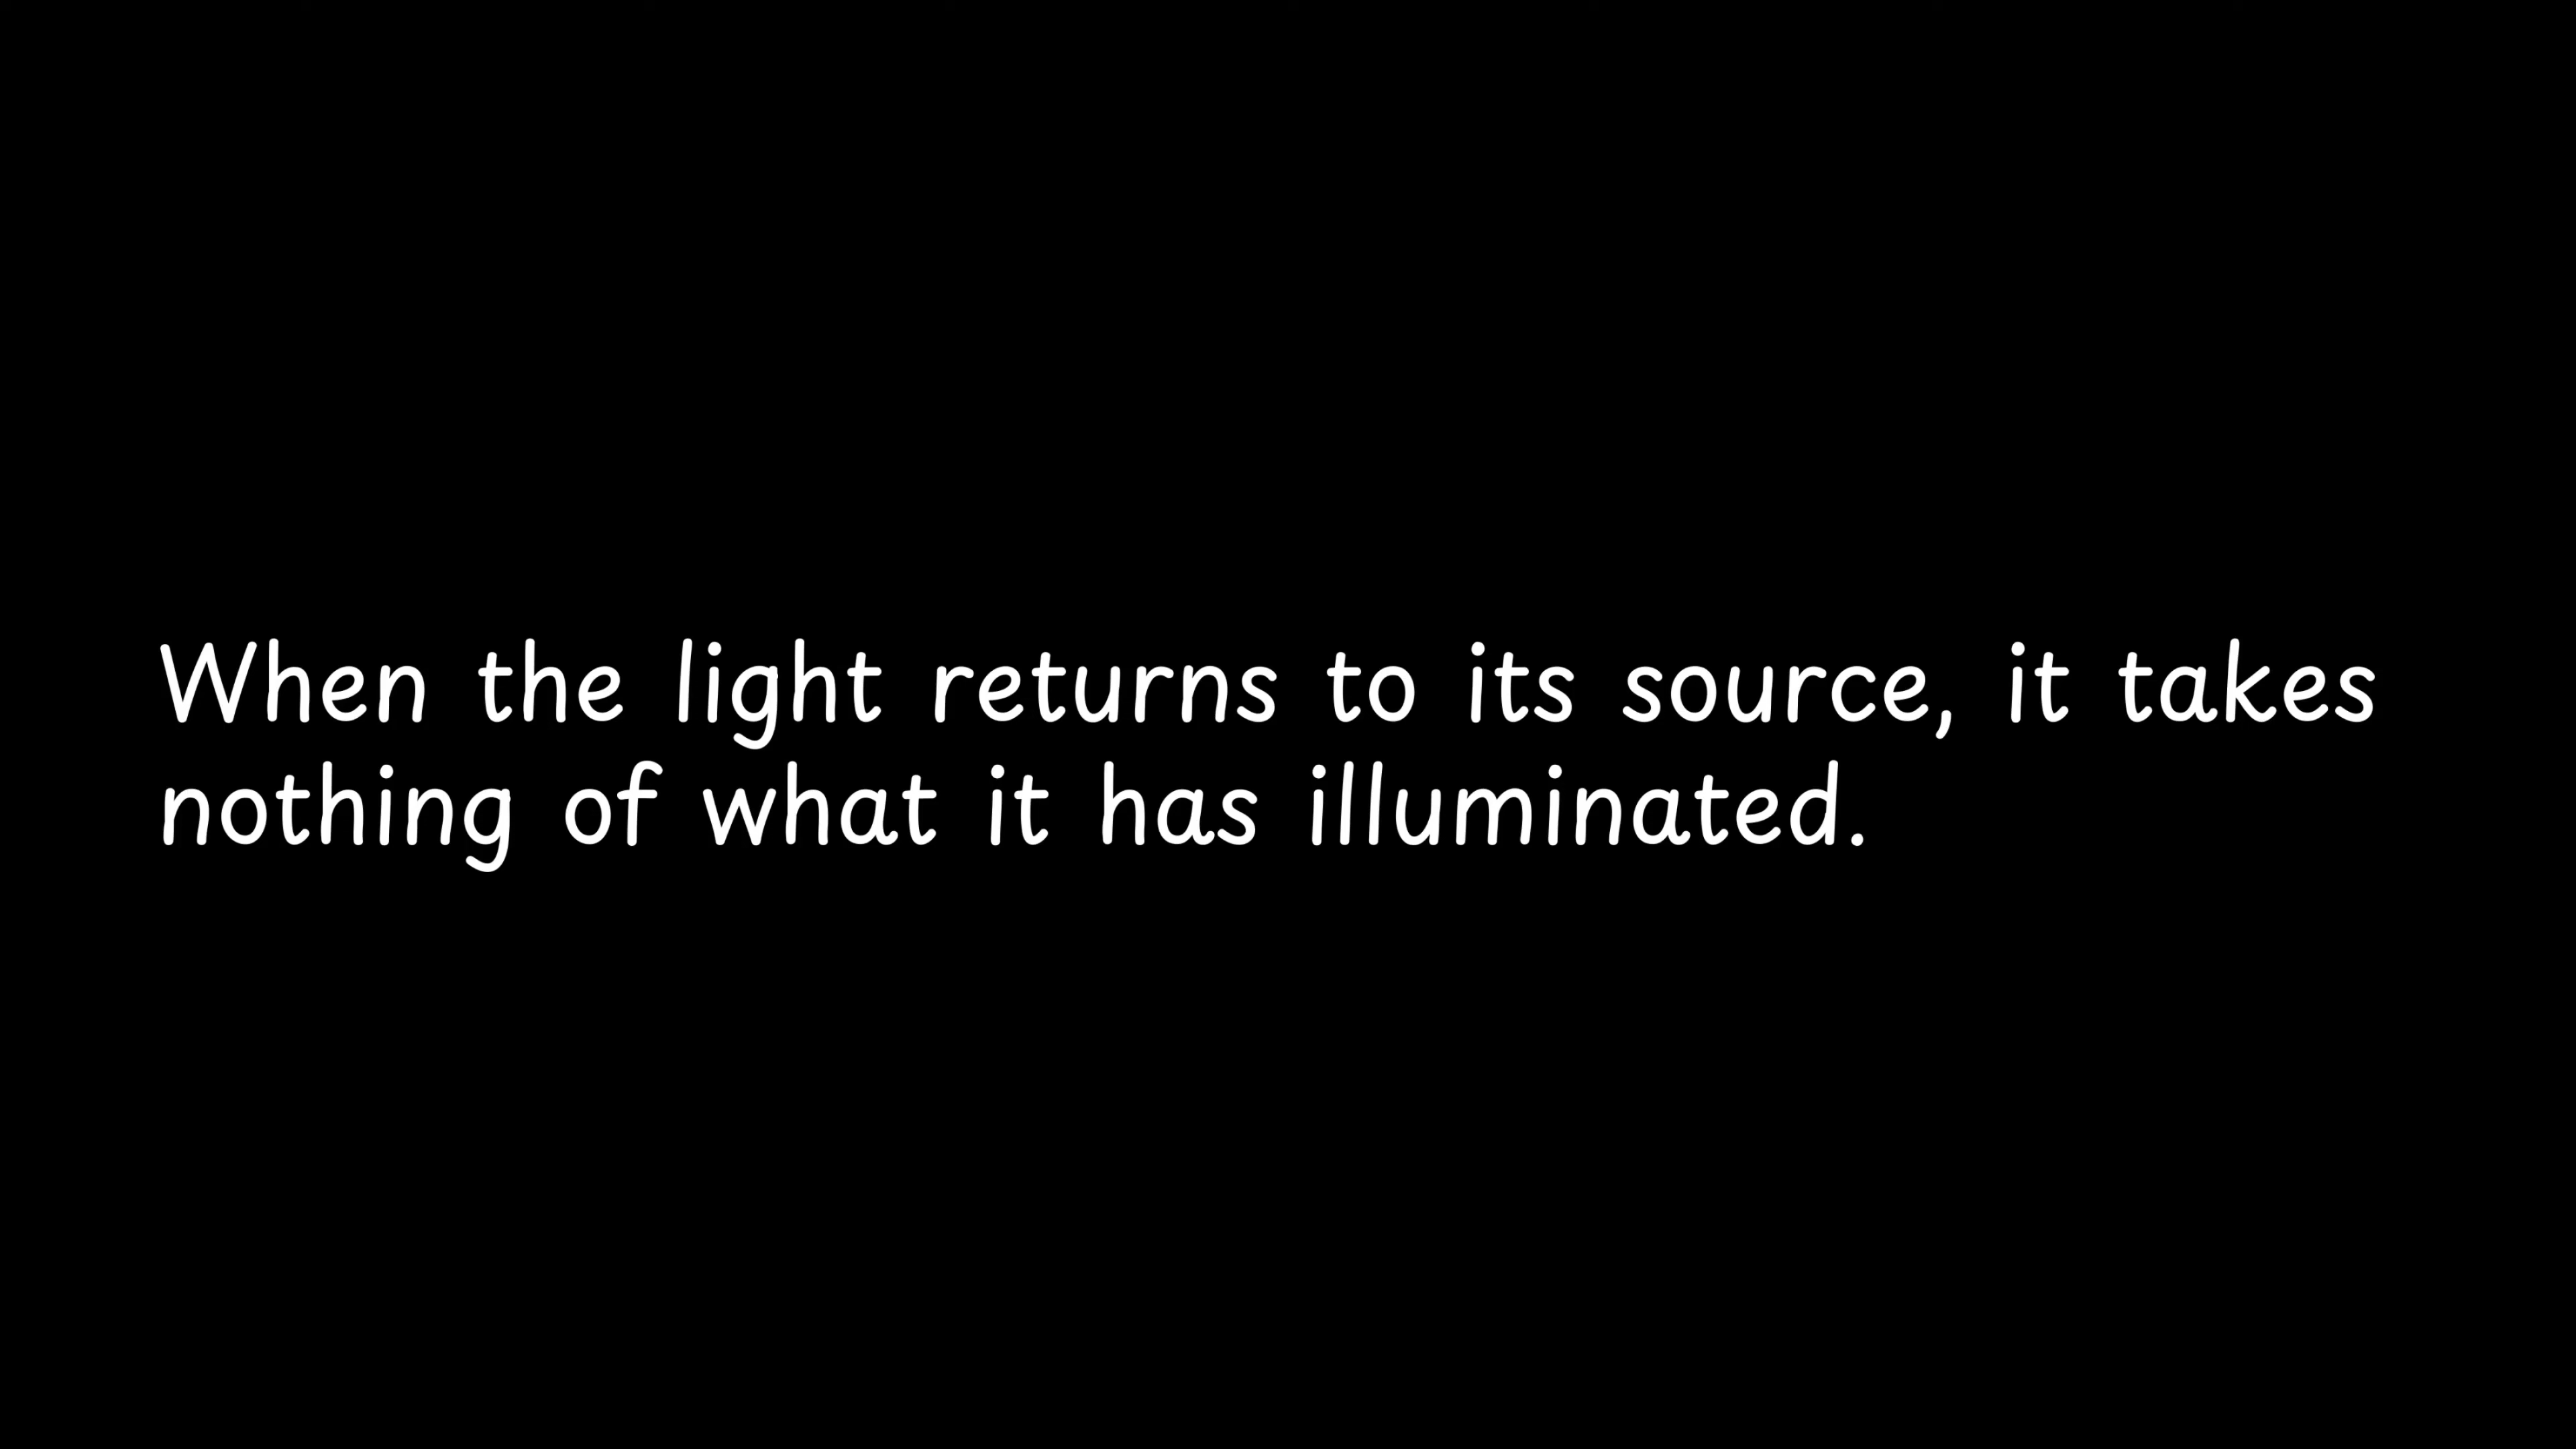 When the light returns to its source, it takes
nothing of what it has illuminated.